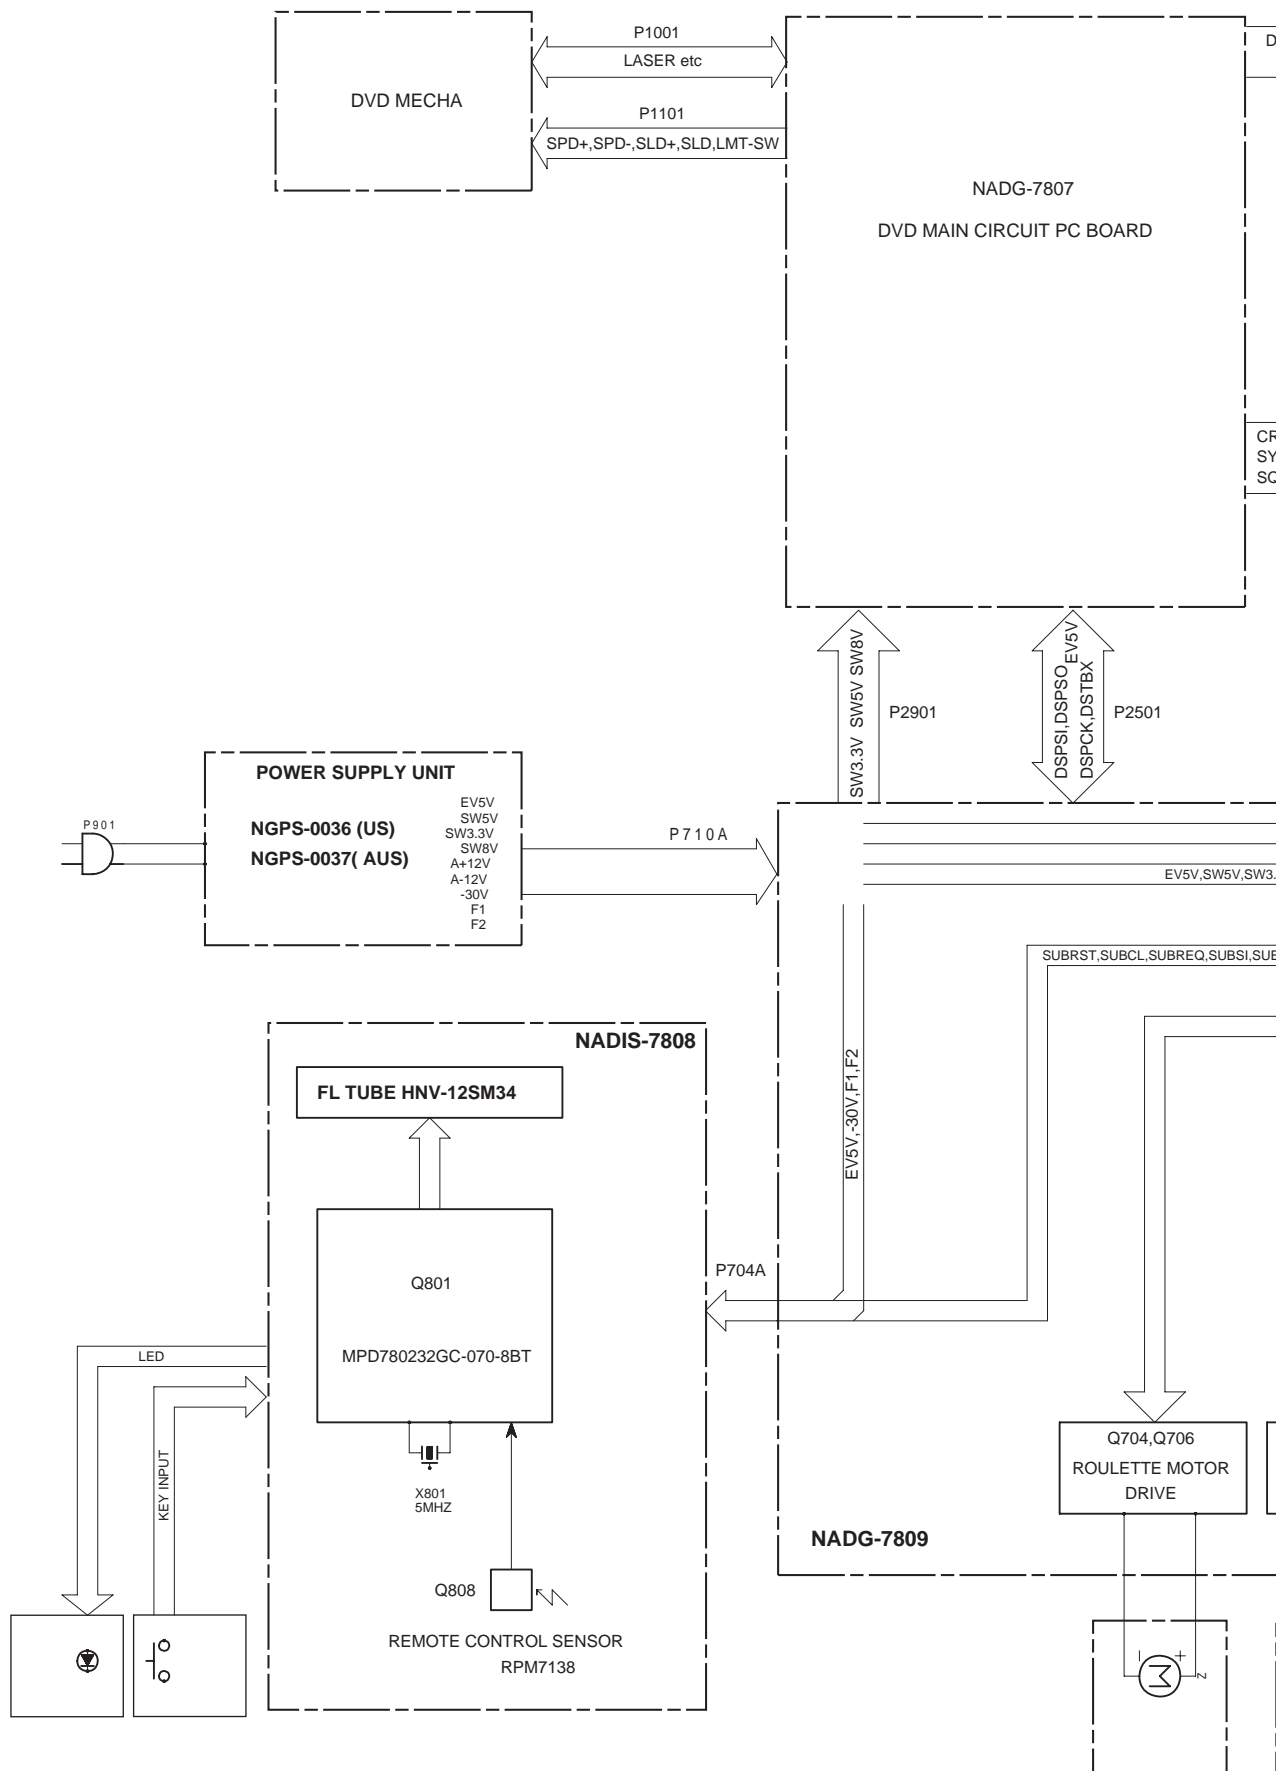 P1001
LASER etc
DVD MECHA
P1101
SPD+,SPD-,SLD+,SLD,LMT-SW
D
NADG-7807
DVD MAIN CIRCUIT PC BOARD
CR
SY
SQ
SW3.3V SW5V SW8V
P2901
DSPSI,DSPSO
EV5V
DSPCK,DSTBX
P2501
POWER SUPPLY UNIT
NGPS-0036 (US)
NGPS-0037( AUS)
EV5V
SW5V
SW3.3V
SW8V
A+12V
A-12V
-30V
F1
F2
P901
P710A
EV5V,SW5V,SW3.
SUBRST,SUBCL,SUBREQ,SUBSI,SUB
EV5V,-30V,F1,F2
NADIS-7808
FL TUBE HNV-12SM34
Q801
MPD780232GC-070-8BT
P704A
LED
KEY INPUT
X801
5MHZ
Q808
REMOTE CONTROL SENSOR
RPM7138
Q704,Q706
ROULETTE MOTOR
DRIVE
NADG-7809
- +
M
Z